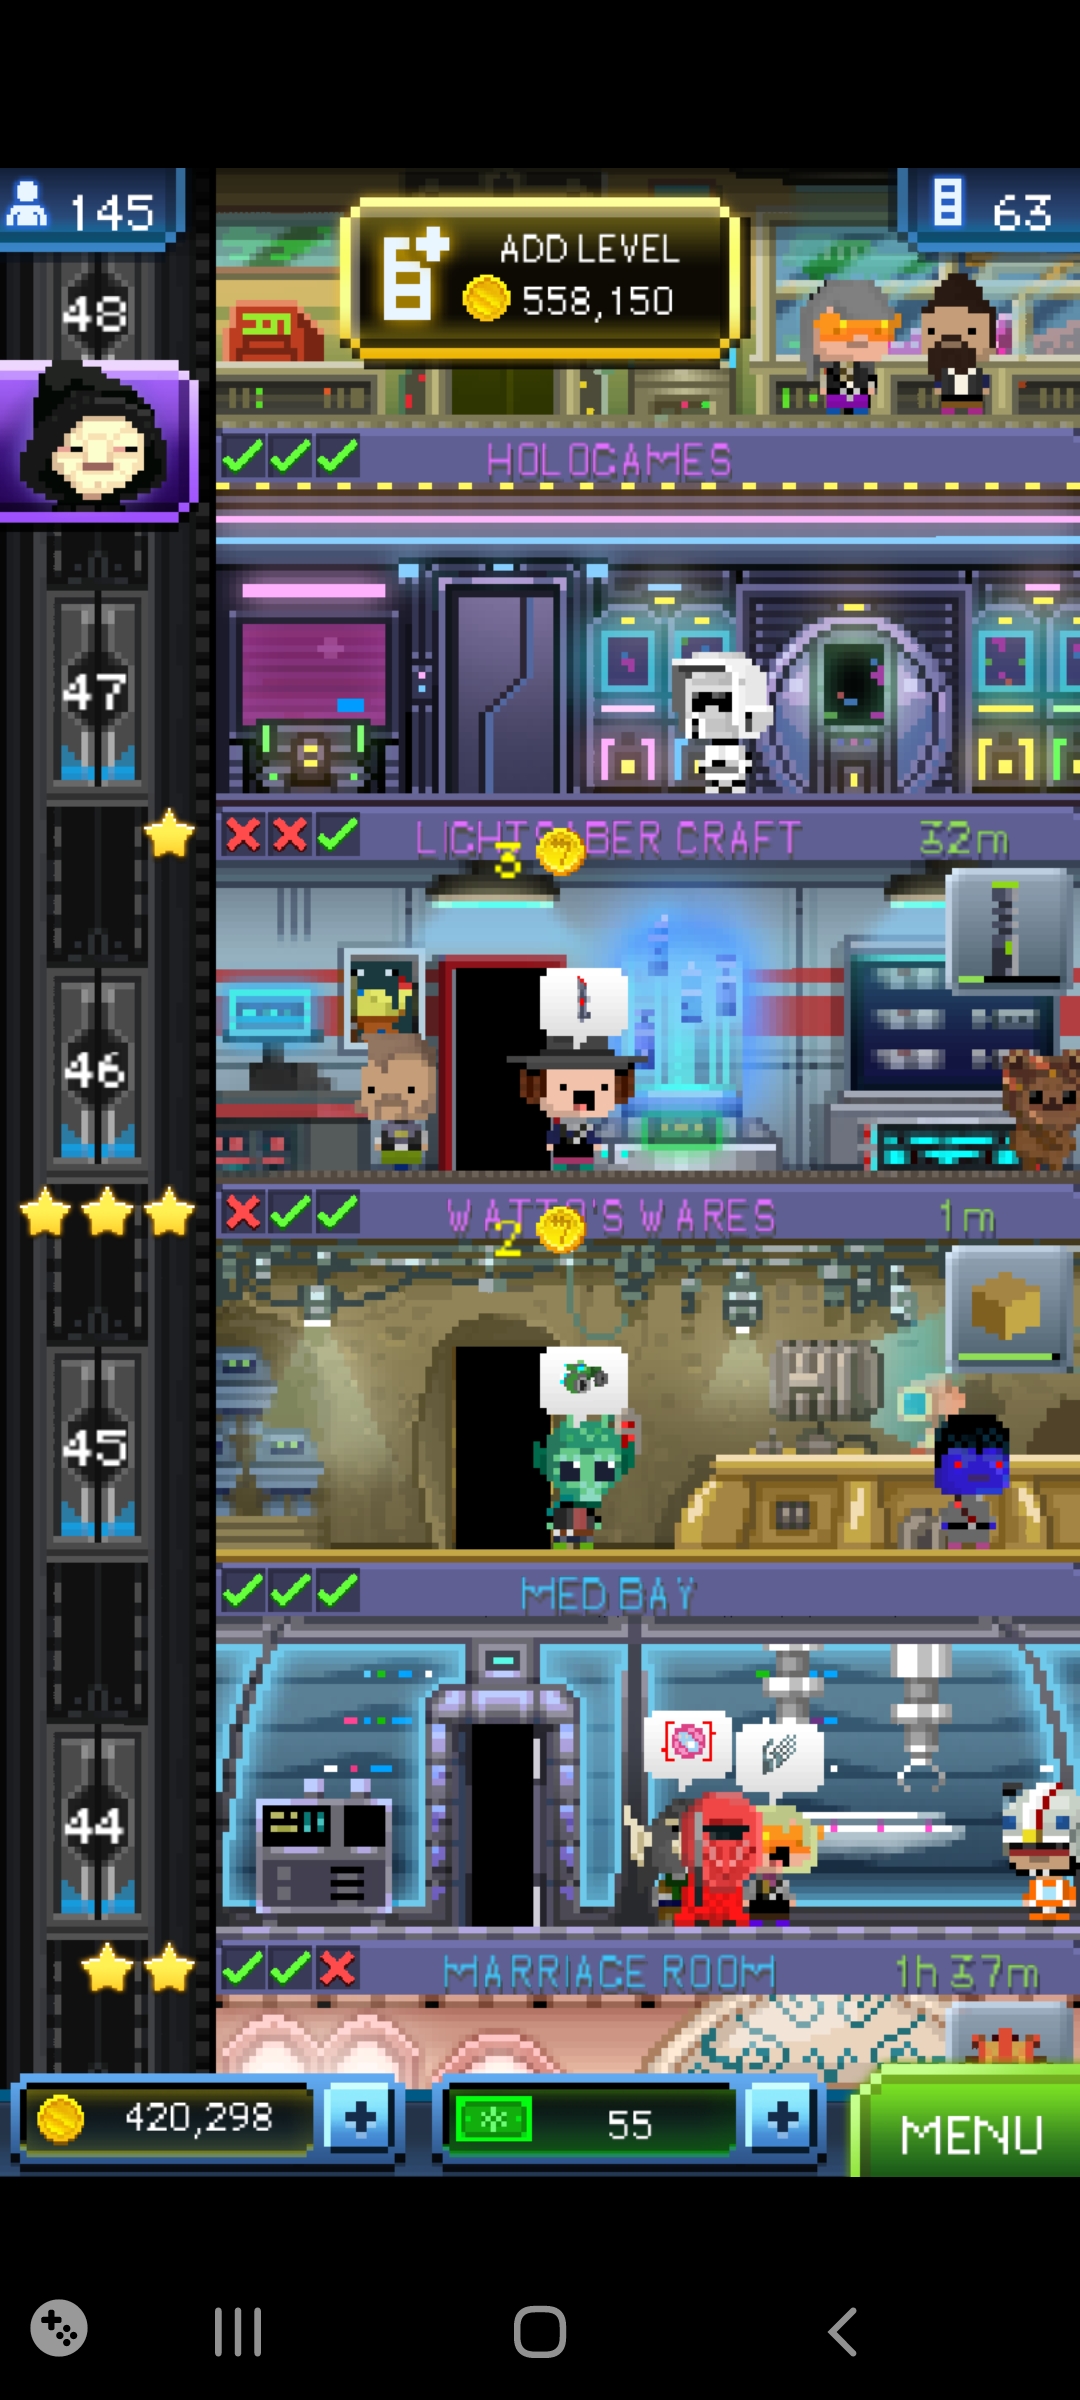 145
ADD LEVEL
558,150
63
48
HOLOGAMES
47
LIGHTSABER CRAFT
32m
3
46
WATTO'S WARES
1m
2
45
MED BAY
44
MARRIAGE ROOM
1h 37m
420,298
+
55
+
MENU